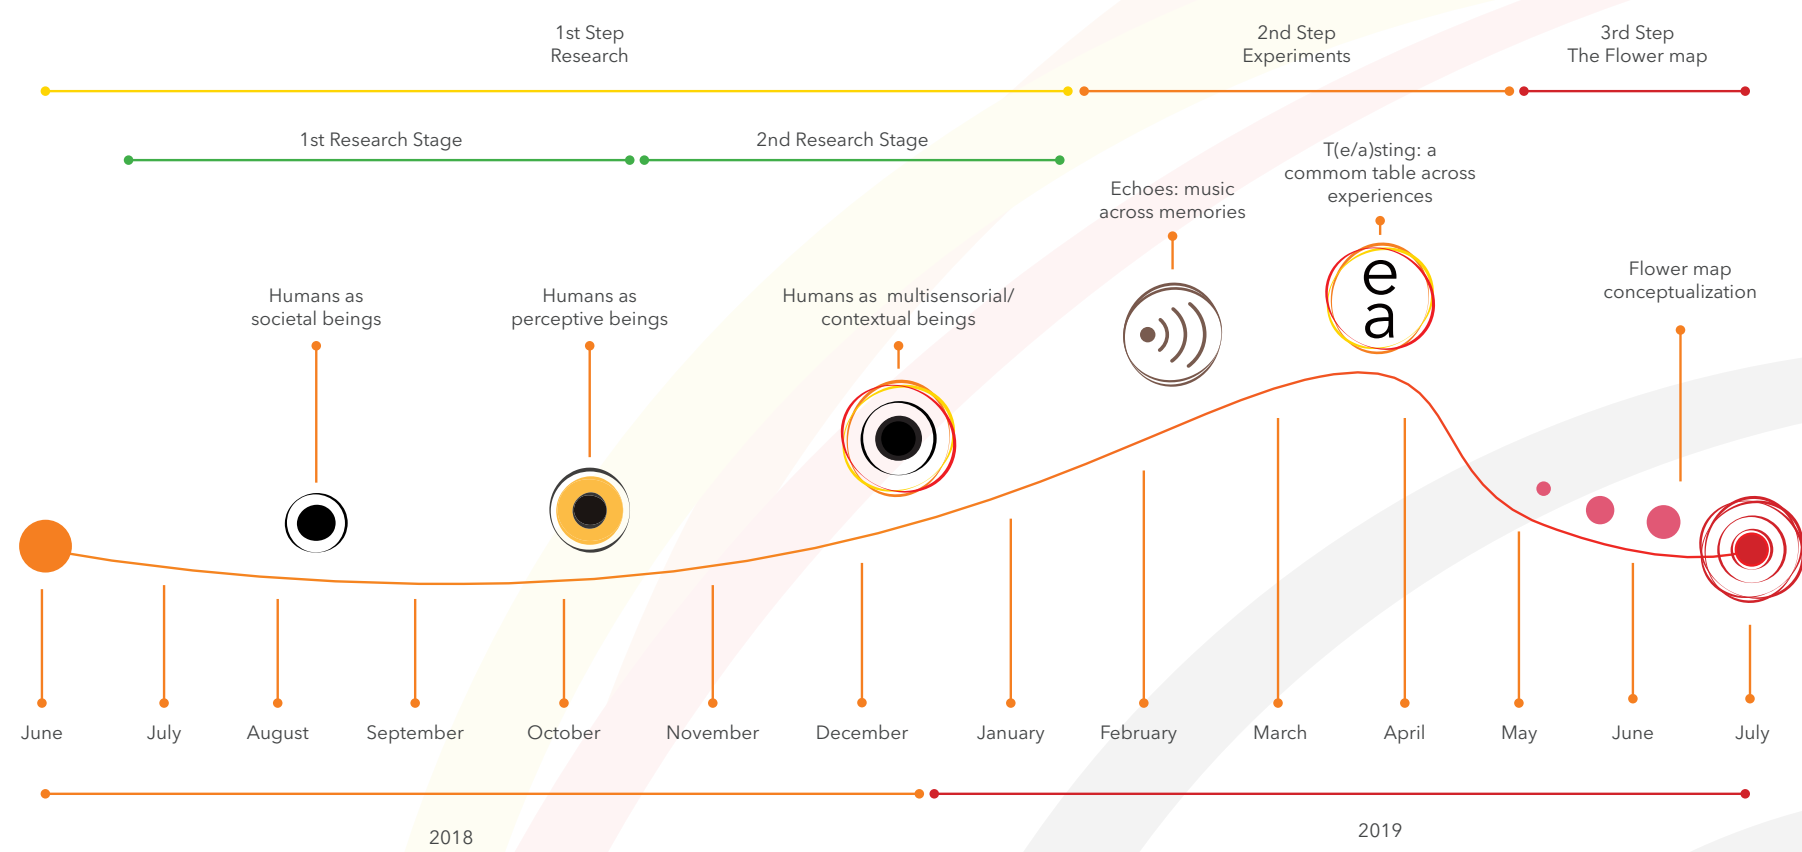 1st Step
Research
2nd Step
Experiments
3rd Step
The Flower map
1st Research Stage
2nd Research Stage
T(e/a)sting: a
commom table across
experiences
Echoes: music
across memories
Flower map
conceptualization
Humans as
societal beings
Humans as
perceptive beings
Humans as  multisensorial/
contextual beings
e
a
June
July
August
September
October
November
December
January
February
March
April
May
June
July
2018
2019